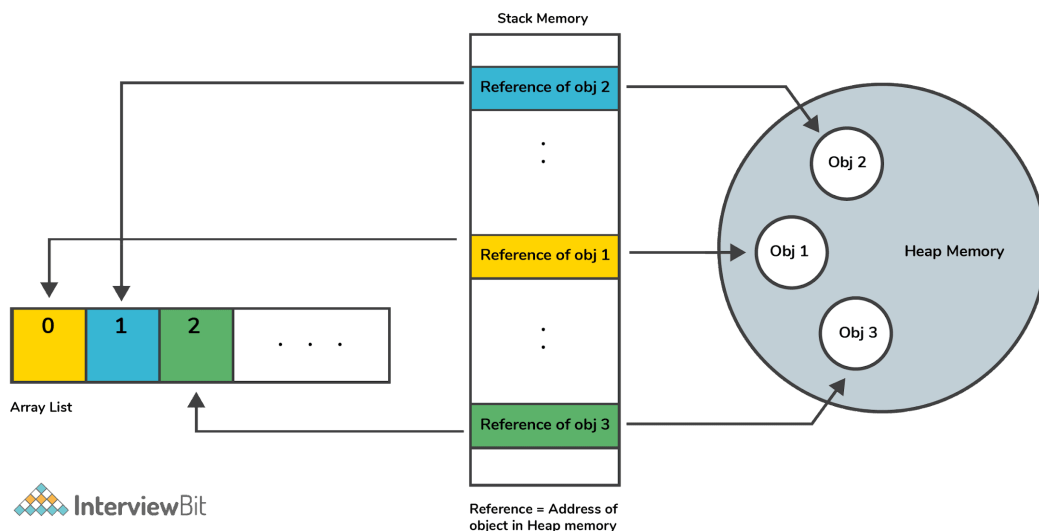 Stack Memory
Reference of obj 2
:
Obj 2
Reference of obj 1
Obj 1
Heap Memory
0 1 2 . . .
:
Obj 3
Array List
Reference of obj 3
InterviewBit
Reference = Address of
object in Heap memory